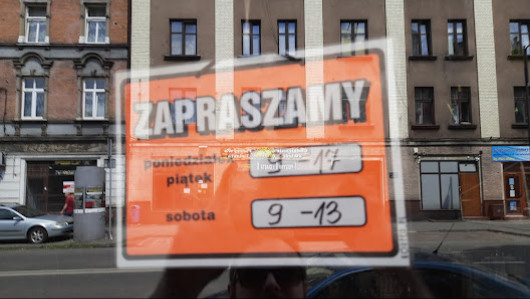 ZAPRASZAMY
poniedziałek
piątek
17
sobota
9 - 13